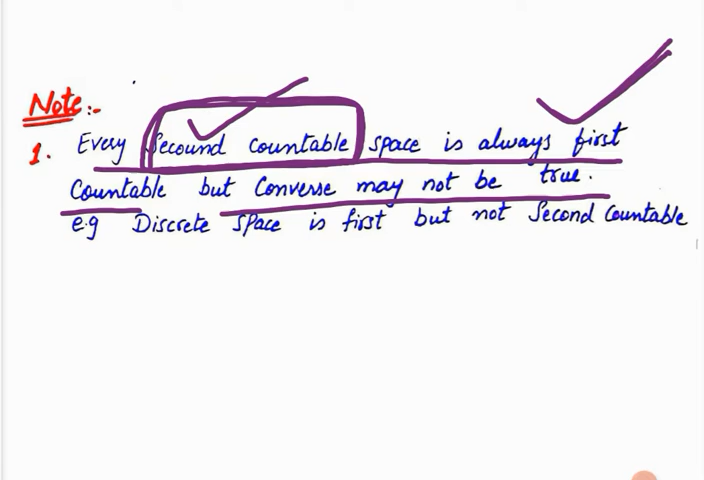 Note:-
1. Every Secound countable space is always first
Countable but Converse may not be true.
e.g Discrete Space is first but not Second Countable